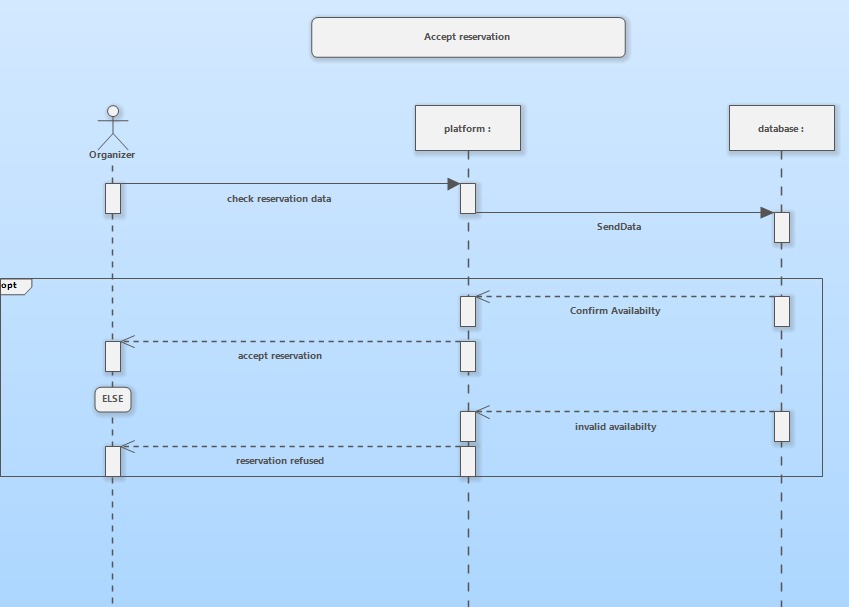 Accept reservation
Organizer
platform :
database :
check reservation data
SendData
opt
Confirm Availabilty
accept reservation
ELSE
invalid availabilty
reservation refused